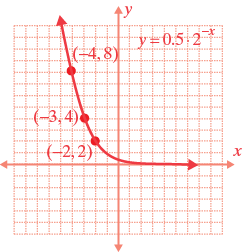 y
y = 0.5 · 2⁻ˣ
(−4, 8)
(−3, 4)
(−2, 2)
x